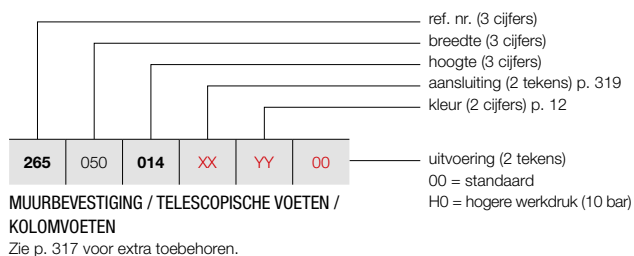 ref. nr. (3 cijfers)
breedte (3 cijfers)
hoogte (3 cijfers)
aansluiting (2 tekens) p. 319
kleur (2 cijfers) p. 12
265 050 014 XX YY 00
uitvoering (2 tekens)
00 = standaard
H0 = hogere werkdruk (10 bar)
MUURBEVESTIGING / TELESCOPISCHE VOETEN /
KOLOMVOETEN
Zie p. 317 voor extra toebehoren.